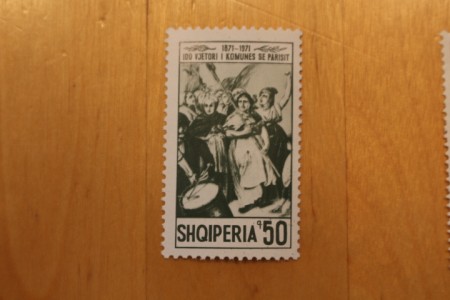 1871-1971
100 VJETORI I KOMUNES SE PARISIT
SHQIPERIA q50